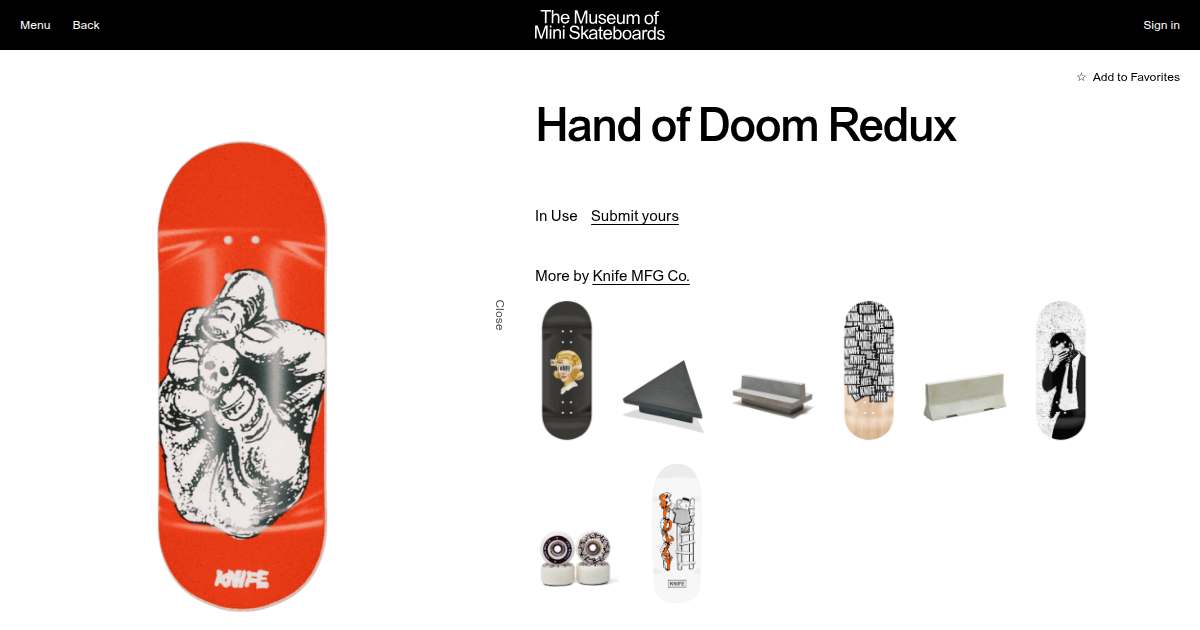 Menu
Back
The Museum of
Mini Skateboards
Sign in
☆ Add to Favorites
Hand of Doom Redux
In Use Submit yours
More by Knife MFG Co.
Close
KNIFE
KNIFE